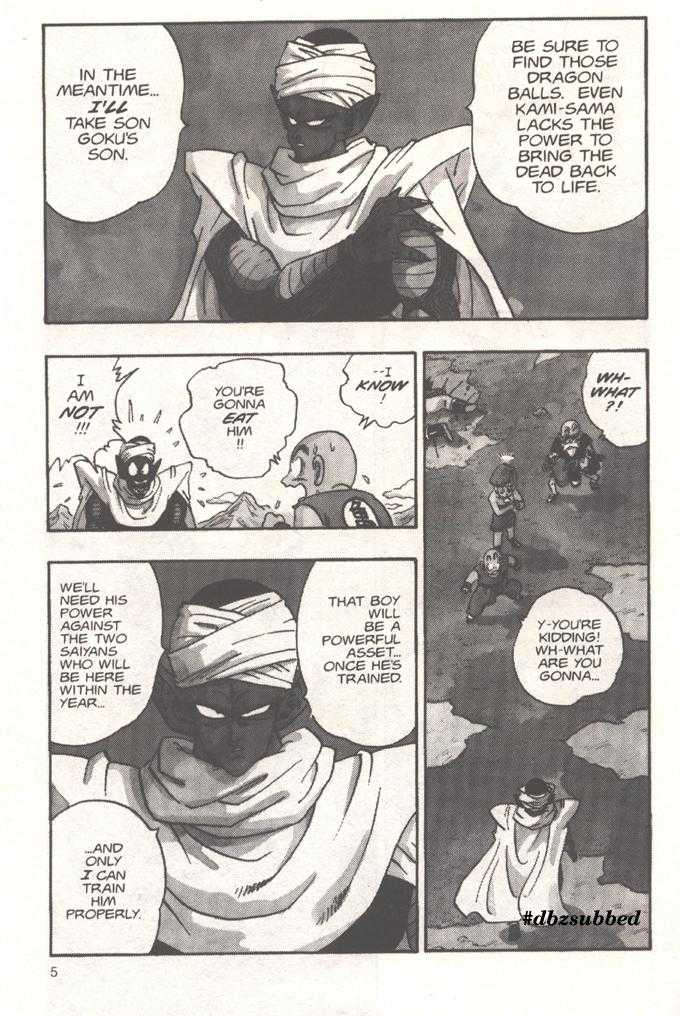 BE SURE TO
FIND THOSE
DRAGON
BALLS. EVEN
KAMI-SAMA
LACKS THE
POWER TO
BRING THE
DEAD BACK
TO LIFE.
IN THE
MEANTIME...
I'LL
TAKE SON
GOKU'S
SON.
WH-
WHAT
?!
Y-YOU'RE
KIDDING!
WH-WHAT
ARE YOU
GONNA...
--I
KNOW
!
YOU'RE
GONNA
EAT
HIM
!!
I
AM
NOT
!!!
THAT BOY
WILL
BE A
POWERFUL
ASSET...
ONCE HE'S
TRAINED.
WE'LL
NEED HIS
POWER
AGAINST
THE TWO
SAIYANS
WHO WILL
BE HERE
WITHIN THE
YEAR...
...AND
ONLY
I CAN
TRAIN
HIM
PROPERLY.
#dbzsubbed
5